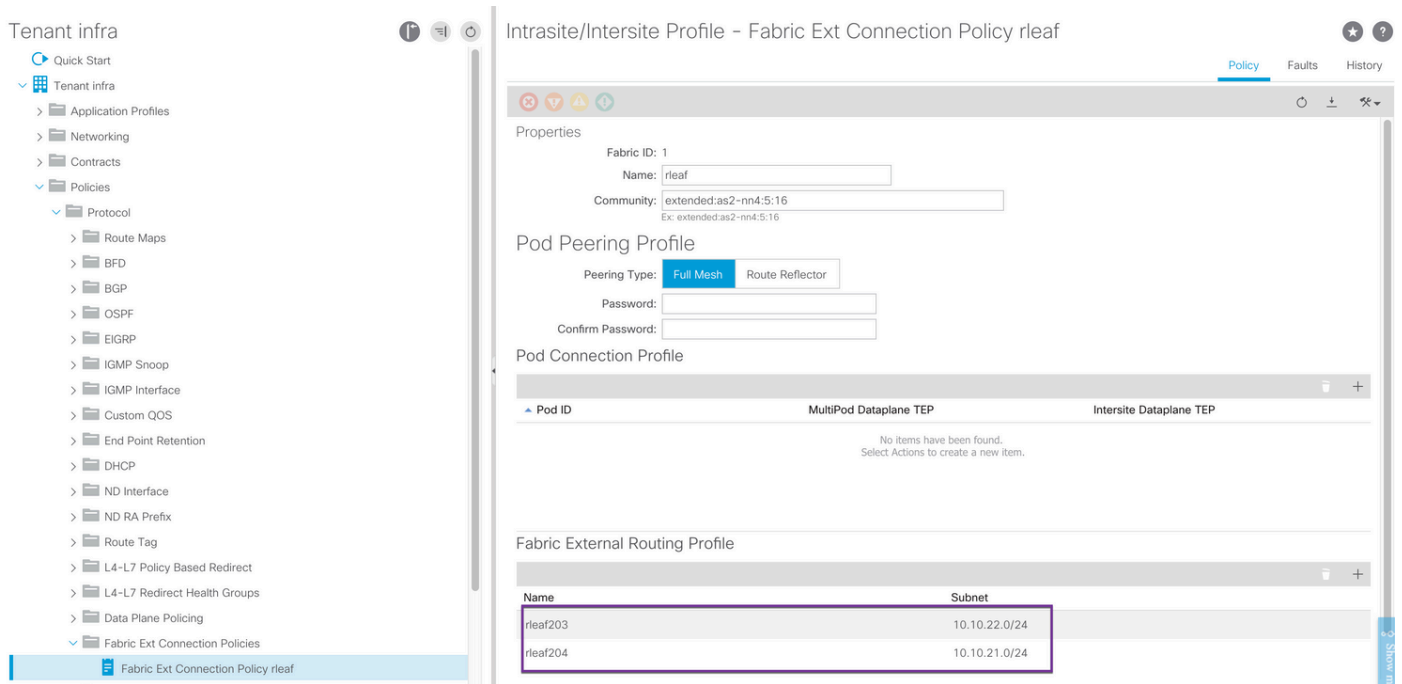 Tenant infra
Quick Start
Tenant infra
Application Profiles
Networking
Contracts
Policies
Protocol
Route Maps
BFD
BGP
OSPF
EIGRP
IGMP Snoop
IGMP Interface
Custom QOS
End Point Retention
DHCP
ND Interface
ND RA Prefix
Route Tag
L4-L7 Policy Based Redirect
L4-L7 Redirect Health Groups
Data Plane Policing
Fabric Ext Connection Policies
Fabric Ext Connection Policy rleaf
Intrasite/Intersite Profile - Fabric Ext Connection Policy rleaf
Policy Faults History
Properties
Fabric ID: 1
Name: rleaf
Community: extended:as2-nn4:5:16
Ex: extended:as2-nn4:5:16
Pod Peering Profile
Peering Type: Full Mesh Route Reflector
Password:
Confirm Password:
Pod Connection Profile
Pod ID MultiPod Dataplane TEP Intersite Dataplane TEP
No items have been found.
Select Actions to create a new item.
Fabric External Routing Profile
Name Subnet
rleaf203 10.10.22.0/24
rleaf204 10.10.21.0/24
Show m